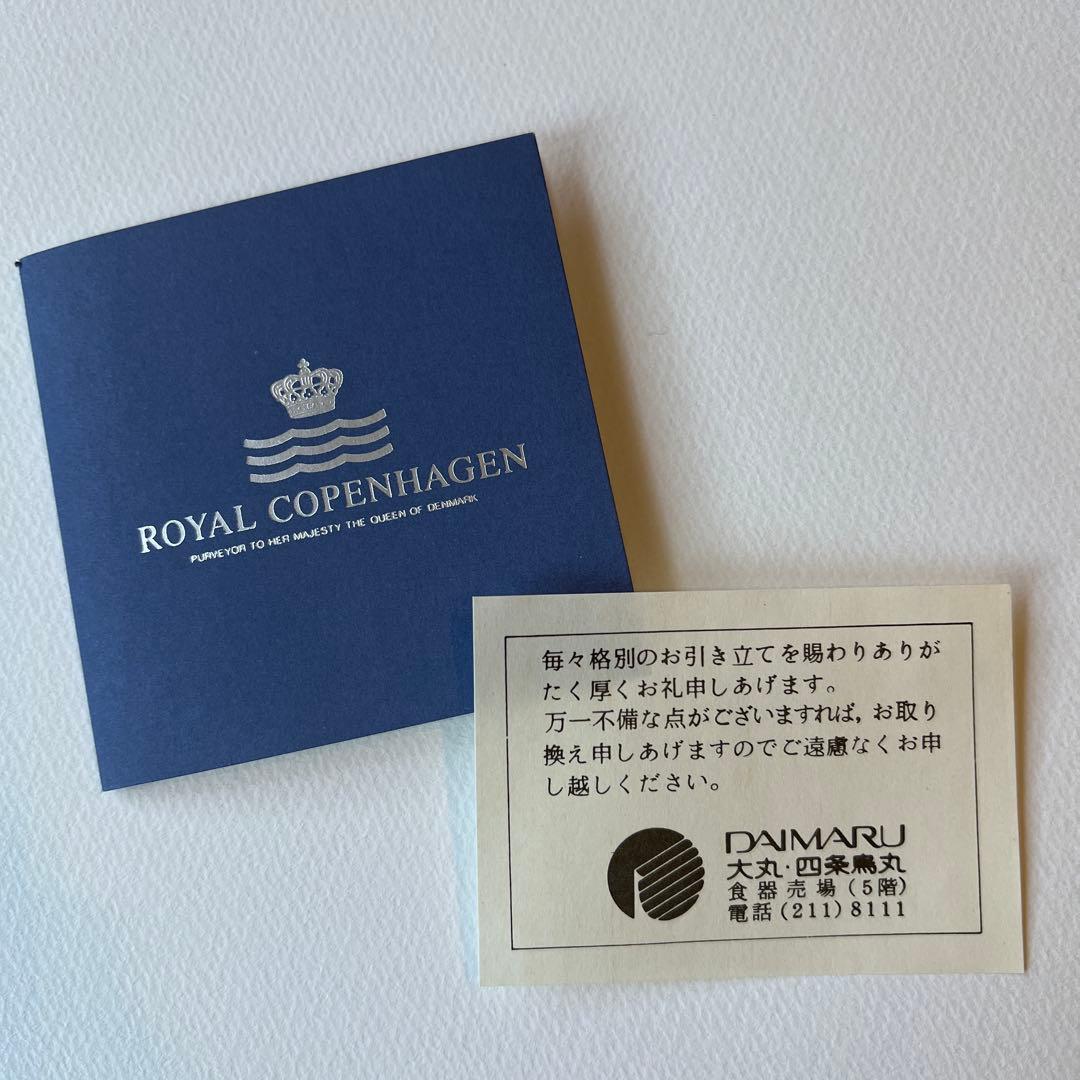 ROYAL COPENHAGEN
PURVEYOR TO HER MAJESTY THE QUEEN OF DENMARK
毎々格別のお引き立てを賜わりありが
たく厚くお礼申しあげます。
万一不備な点がございますれば,お取り
換え申しあげますのでご遠慮なくお申
し越しください。
DAIMARU
大丸·四条烏丸
食器売場(5階)
電話(211)8111